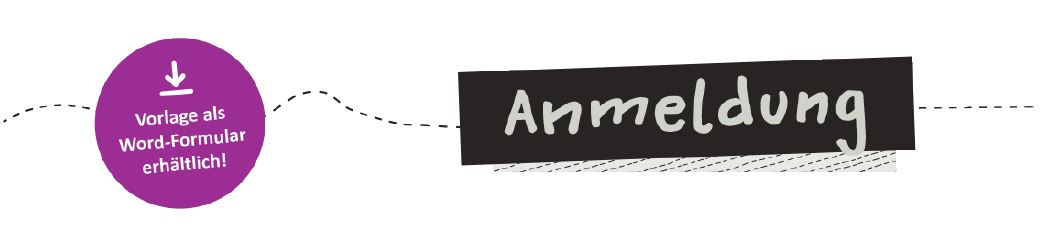 Vorlage als
Word-Formular
erhältlich!
Anmeldung